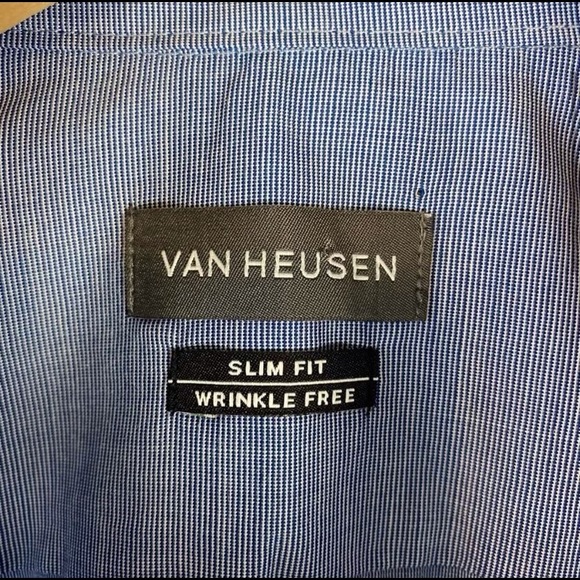 VAN HEUSEN
SLIM FIT
WRINKLE FREE